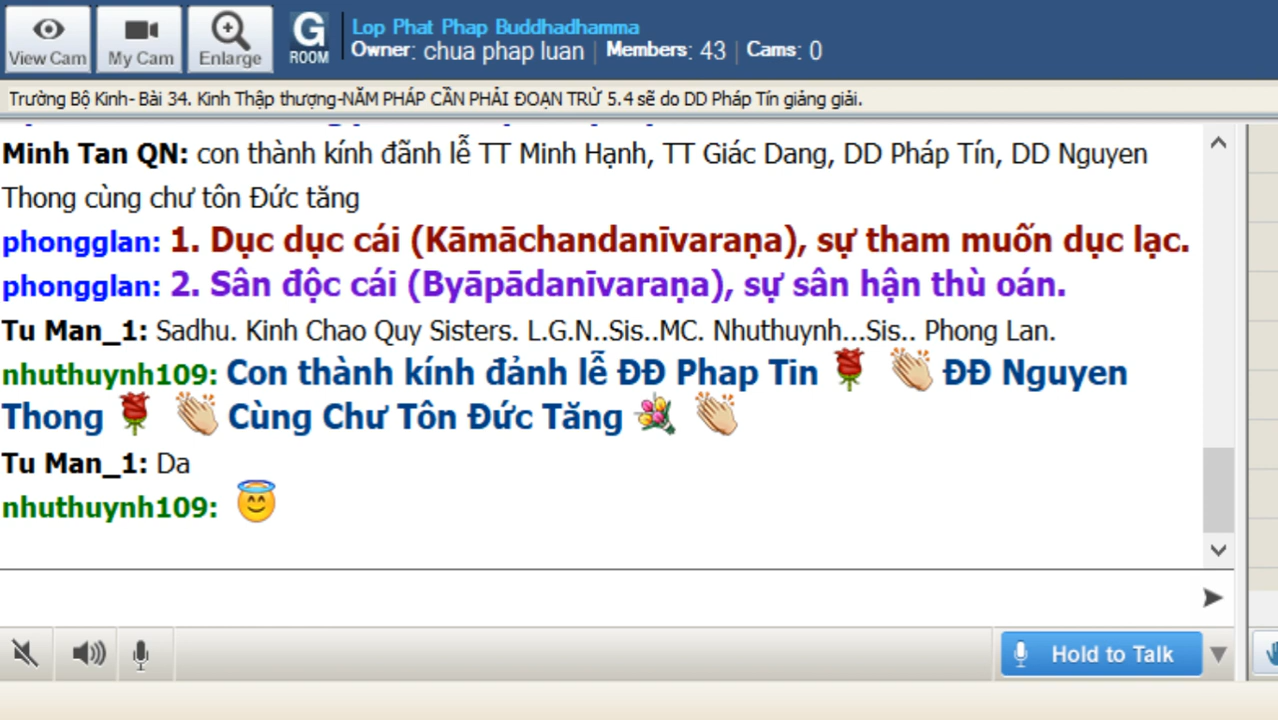 View Cam
My Cam
Enlarge
G
ROOM
Lop Phat Phap Buddhadhamma
Owner: chua phap luan | Members: 43 | Cams: 0
Trường Bộ Kinh- Bài 34. Kinh Thập thượng-NĂM PHÁP CẦN PHẢI ĐOẠN TRỪ 5.4 sẽ do DD Pháp Tín giảng giải.
Minh Tan QN: con thành kính đãnh lễ TT Minh Hạnh, TT Giác Dang, DD Pháp Tín, DD Nguyen
Thong cùng chư tôn Đức tăng
phongglan: 1. Dục dục cái (Kāmāchandanīvaraṇa), sự tham muốn dục lạc.
phongglan: 2. Sân độc cái (Byāpādanīvaraṇa), sự sân hận thù oán.
Tu Man_1: Sadhu. Kinh Chao Quy Sisters. L.G.N..Sis..MC. Nhuthuynh...Sis.. Phong Lan.
nhuthuynh109: Con thành kính đảnh lễ ĐĐ Phap Tin 🌹 👏 ĐĐ Nguyen
Thong 🌹 👏 Cùng Chư Tôn Đức Tăng 💐 👏
Tu Man_1: Da
nhuthuynh109: 😇
Hold to Talk